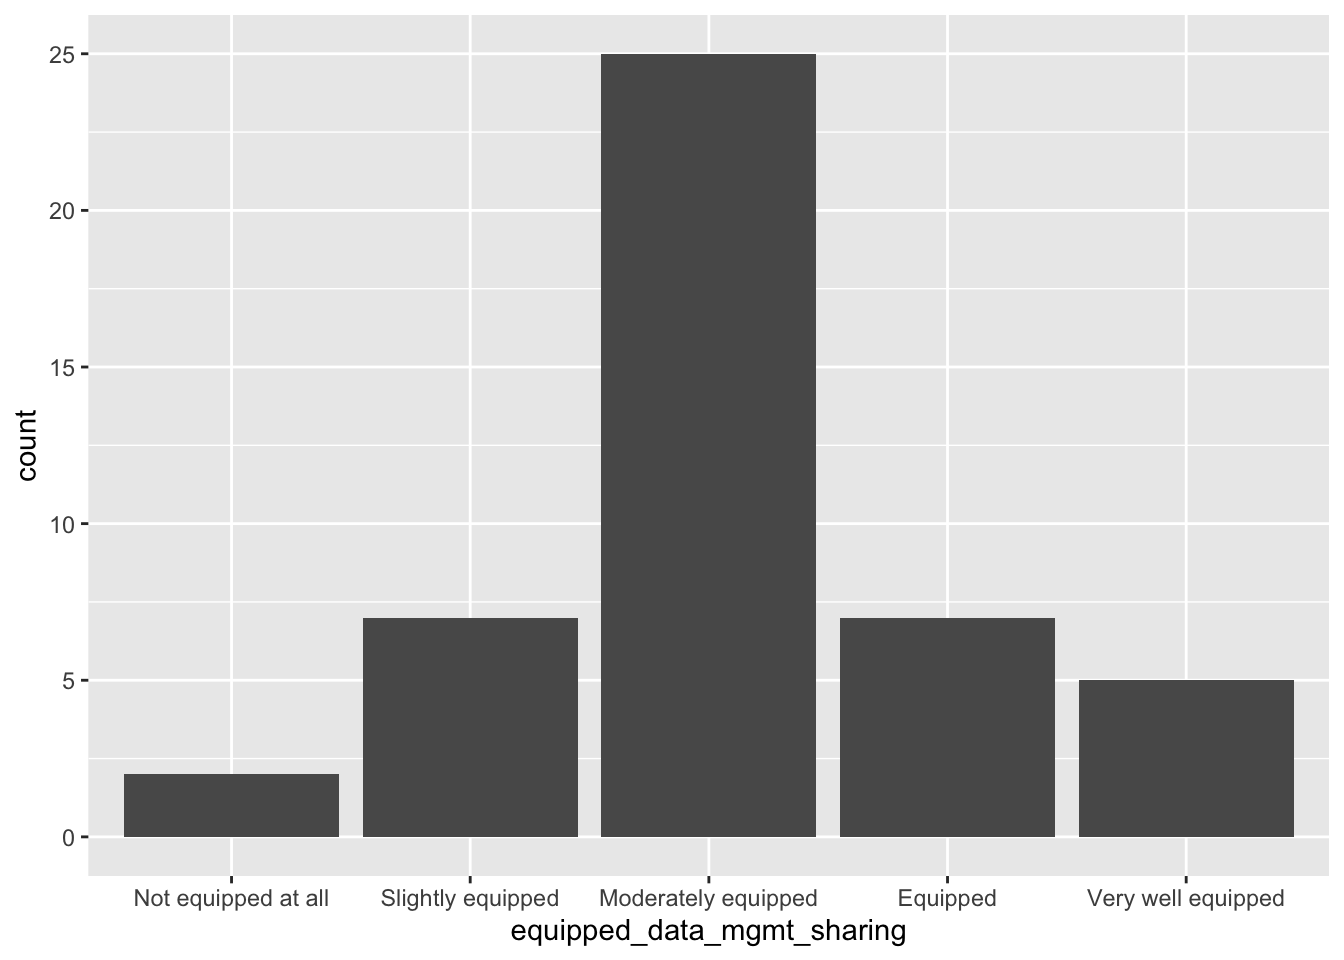 25
20
15
10
5
0
count
Not equipped at all
Slightly equipped
Moderately equipped
Equipped
Very well equipped
equipped_data_mgmt_sharing